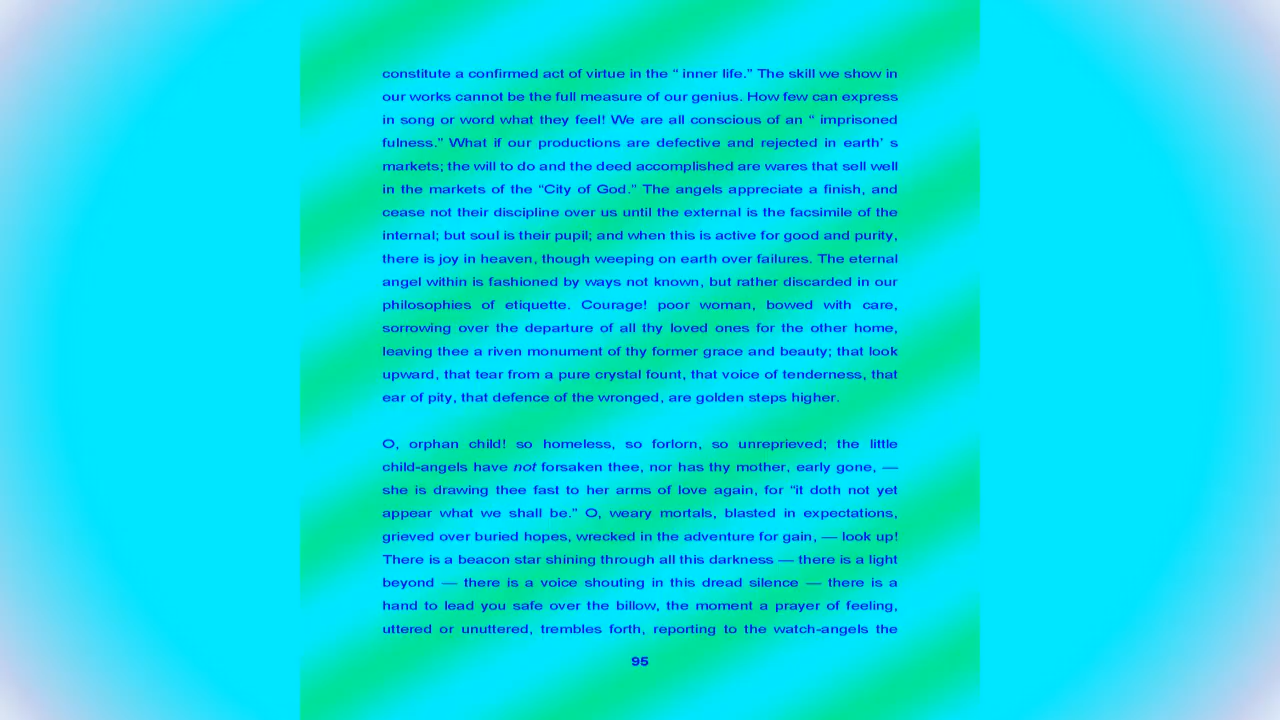 constitute a confirmed act of virtue in the “ inner life.” The skill we show in
our works cannot be the full measure of our genius. How few can express
in song or word what they feel! We are all conscious of an “ imprisoned
fulness.” What if our productions are defective and rejected in earth’ s
markets; the will to do and the deed accomplished are wares that sell well
in the markets of the “City of God.” The angels appreciate a finish, and
cease not their discipline over us until the external is the facsimile of the
internal; but soul is their pupil; and when this is active for good and purity,
there is joy in heaven, though weeping on earth over failures. The eternal
angel within is fashioned by ways not known, but rather discarded in our
philosophies of etiquette. Courage! poor woman, bowed with care,
sorrowing over the departure of all thy loved ones for the other home,
leaving thee a riven monument of thy former grace and beauty; that look
upward, that tear from a pure crystal fount, that voice of tenderness, that
ear of pity, that defence of the wronged, are golden steps higher.
O, orphan child! so homeless, so forlorn, so unreprieved; the little
child-angels have not forsaken thee, nor has thy mother, early gone, —
she is drawing thee fast to her arms of love again, for “it doth not yet
appear what we shall be.” O, weary mortals, blasted in expectations,
grieved over buried hopes, wrecked in the adventure for gain, — look up!
There is a beacon star shining through all this darkness — there is a light
beyond — there is a voice shouting in this dread silence — there is a
hand to lead you safe over the billow, the moment a prayer of feeling,
uttered or unuttered, trembles forth, reporting to the watch-angels the
95